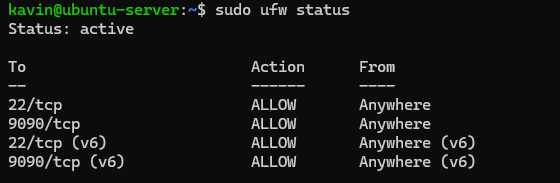 kavin@ubuntu-server:~$ sudo ufw status
Status: active
To Action From
-- ------ ----
22/tcp ALLOW Anywhere
9090/tcp ALLOW Anywhere
22/tcp (v6) ALLOW Anywhere (v6)
9090/tcp (v6) ALLOW Anywhere (v6)